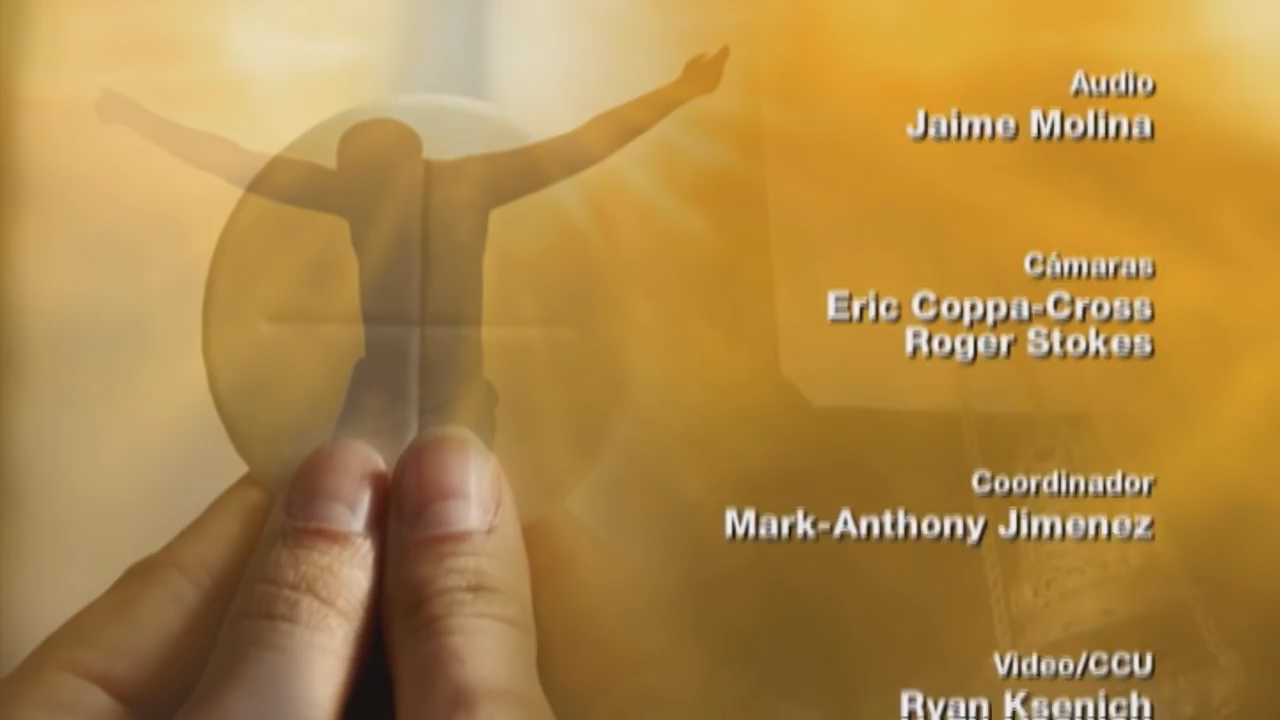 Audio
Jaime Molina
Cámaras
Eric Coppa-Cross
Roger Stokes
Coordinador
Mark-Anthony Jimenez
Video/CCU
Ryan Ksenich